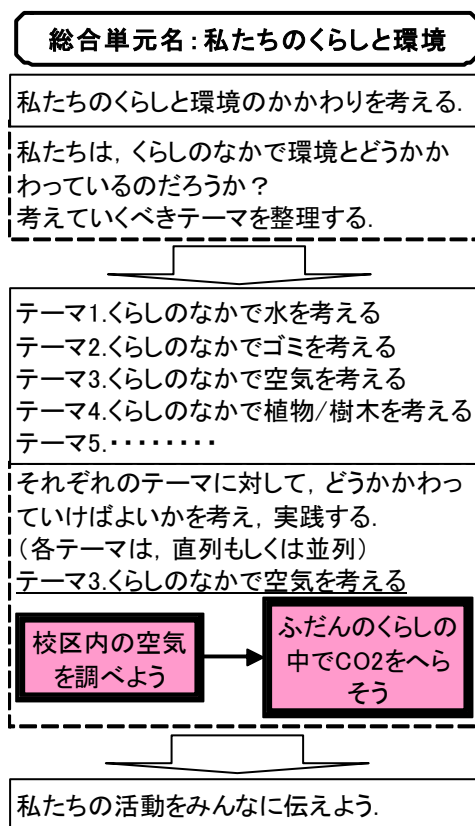 総合単元名：私たちのくらしと環境
私たちのくらしと環境のかかわりを考える．
私たちは，くらしのなかで環境とどうかか
わっているのだろうか？
考えていくべきテーマを整理する．
テーマ1.くらしのなかで水を考える
テーマ2.くらしのなかでゴミを考える
テーマ3.くらしのなかで空気を考える
テーマ4.くらしのなかで植物/樹木を考える
テーマ5.・・・・・・・・
それぞれのテーマに対して，どうかかわっ
ていけばよいかを考え，実践する．
（各テーマは，直列もしくは並列）
テーマ3.くらしのなかで空気を考える
校区内の空気
を調べよう
ふだんのくらしの
中でCO2をへら
そう
私たちの活動をみんなに伝えよう．